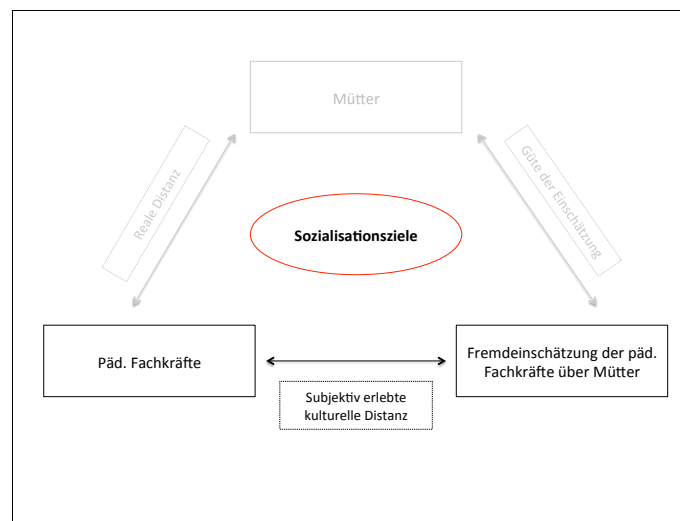 Mütter
Reale Distanz
Güte der Einschätzung
Sozialisationsziele
Päd. Fachkräfte
Fremdeinschätzung der päd.
Fachkräfte über Mütter
Subjektiv erlebte
kulturelle Distanz